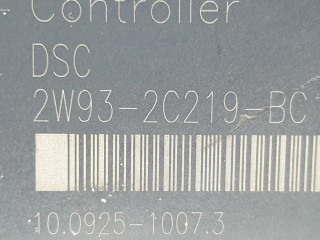 Controller
DSC
2W93-2C219-BC
10.0925-1007.3